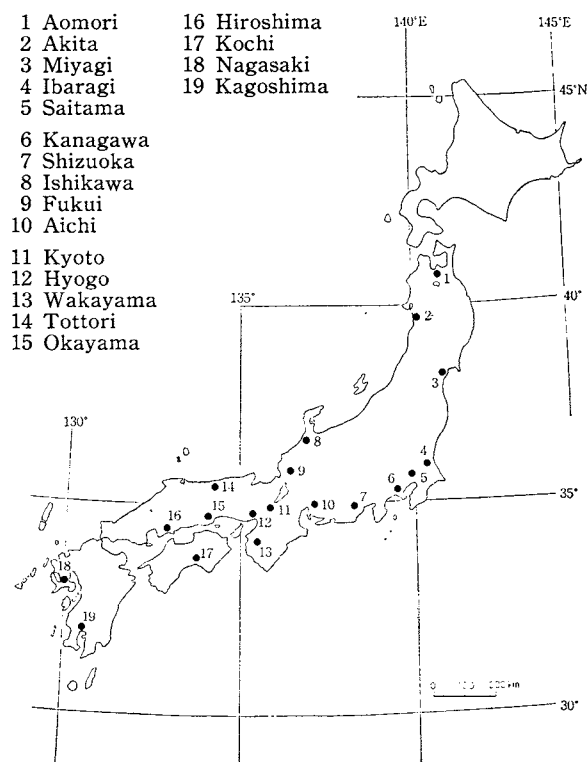 1 Aomori
2 Akita
3 Miyagi
4 Ibaragi
5 Saitama
6 Kanagawa
7 Shizuoka
8 Ishikawa
9 Fukui
10 Aichi
11 Kyoto
12 Hyogo
13 Wakayama
14 Tottori
15 Okayama
16 Hiroshima
17 Kochi
18 Nagasaki
19 Kagoshima
140°E
145°E
45°N
1
135°
40°
2
3
130°
8
4
9
5
6
14
35°
15
12
11
10
7
16
17
13
18
19
0
30°